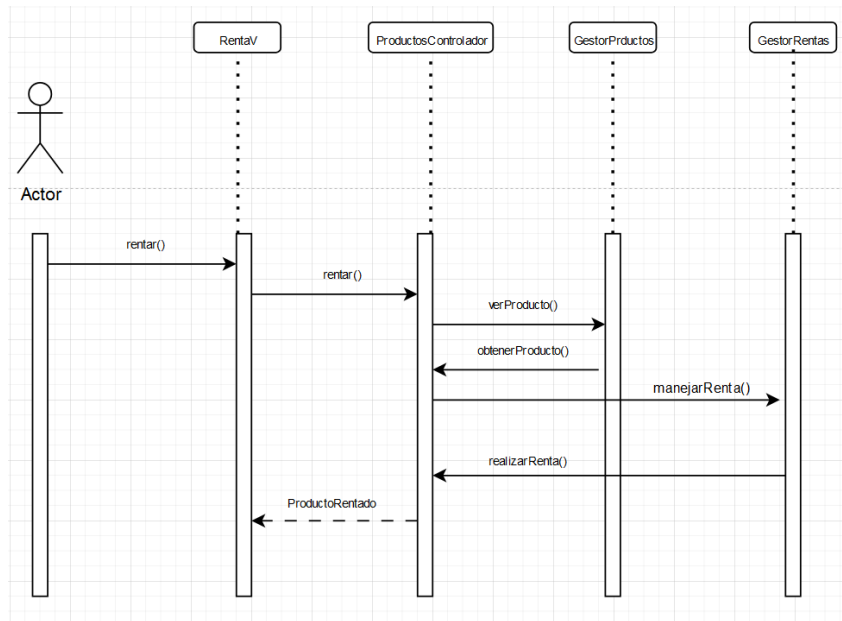 RentaV
ProductosControlador
GestorPrductos
GestorRentas
Actor
rentar()
rentar()
verProducto()
obtenerProducto()
manejarRenta()
realizarRenta()
ProductoRentado